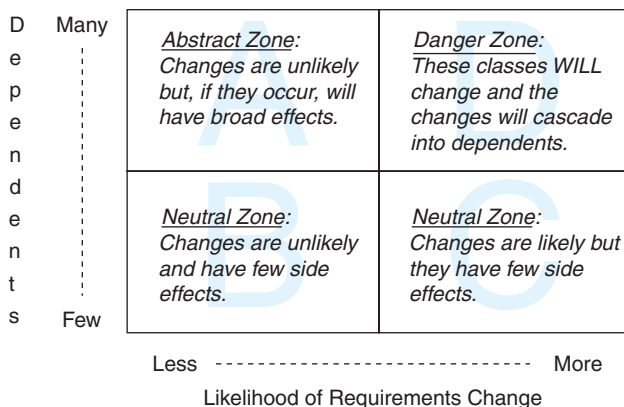 Dependents
Many
Few
A
Abstract Zone:
Changes are unlikely
but, if they occur, will
have broad effects.
D
Danger Zone:
These classes WILL
change and the
changes will cascade
into dependents.
B
Neutral Zone:
Changes are unlikely
and have few side
effects.
C
Neutral Zone:
Changes are likely but
they have few side
effects.
Less
More
Likelihood of Requirements Change